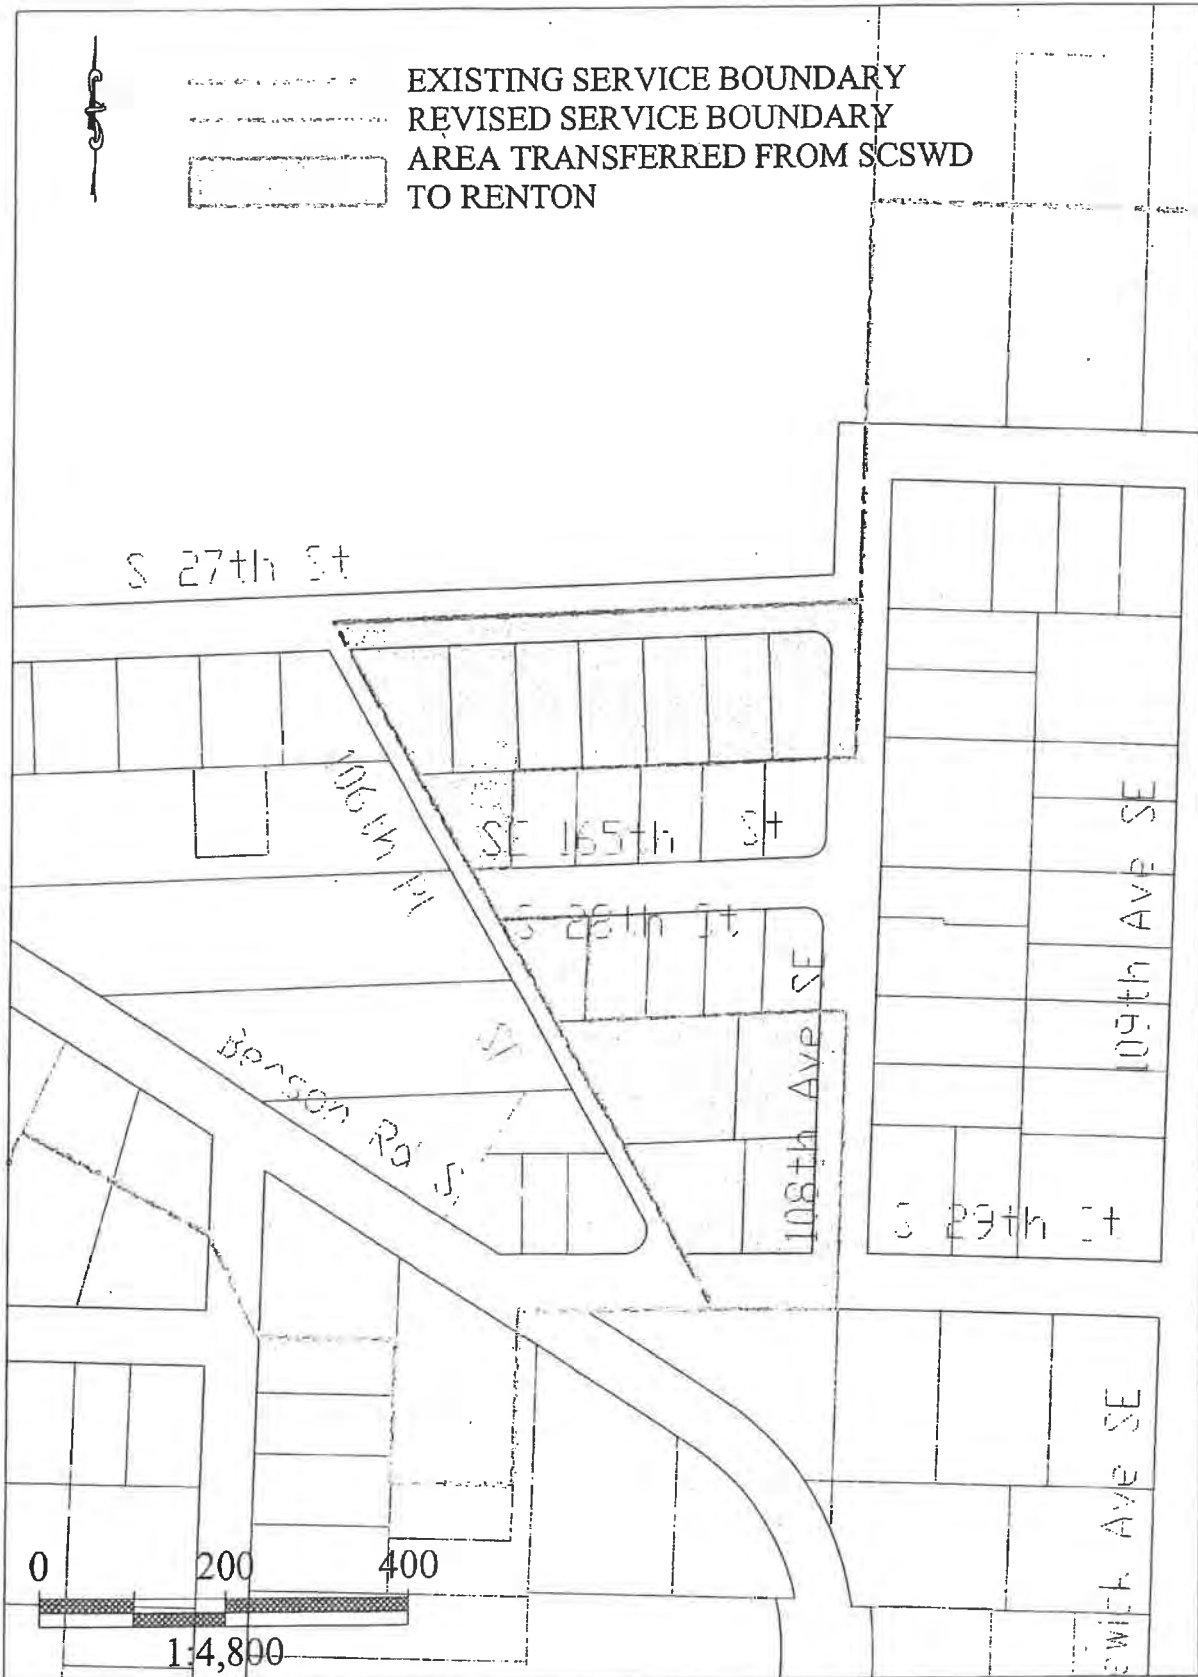 EXISTING SERVICE BOUNDARY
REVISED SERVICE BOUNDARY
AREA TRANSFERRED FROM SCSWD
TO RENTON
S 27th St
106th Pl
SE 165th St
S 28th St
SE
109th Ave SE
Benson Rd S.
108th Ave SE
S 29th St
Ave SE
0 200 400
1:4,800